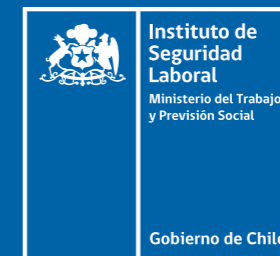 Instituto de
Seguridad
Laboral
Ministerio del Trabajo
y Previsión Social
Gobierno de Chile